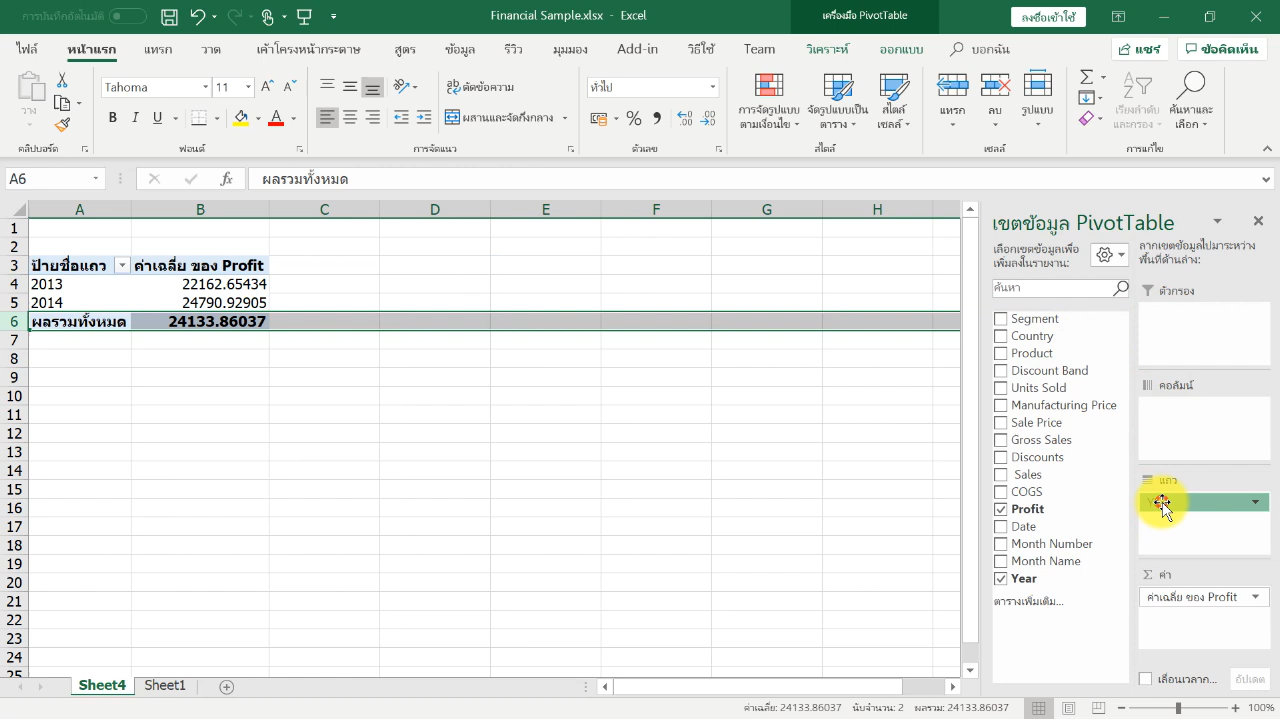 การบันทึกอัตโนมัติ
Financial Sample.xlsx - Excel
เครื่องมือ PivotTable
ลงชื่อเข้าใช้
ไฟล์ หน้าแรก แทรก วาด เค้าโครงหน้ากระดาษ สูตร ข้อมูล รีวิว มุมมอง Add-in วิธีใช้ Team วิเคราะห์ ออกแบบ บอกฉัน แชร์ ข้อคิดเห็น
วาง
Tahoma 11
B I U
ตัดข้อความ
ผสานและจัดกึ่งกลาง
ทั่วไป
การจัดรูปแบบ
ตามเงื่อนไข
จัดรูปแบบเป็น
ตาราง
สไตล์
เซลล์
แทรก
ลบ
รูปแบบ
เรียงลำดับ
และกรอง
ค้นหาและ
เลือก
คลิปบอร์ด ฟอนต์ การจัดแนว ตัวเลข สไตล์ เซลล์ การแก้ไข
A6 fx ผลรวมทั้งหมด
A B C D E F G H
1
2
3 ป้ายชื่อแถว ค่าเฉลี่ย ของ Profit
4 2013 22162.65434
5 2014 24790.92905
6 ผลรวมทั้งหมด 24133.86037
7
8
9
10
11
12
13
14
15
16
17
18
19
20
21
22
23
24
25
เขตข้อมูล PivotTable
เลือกเขตข้อมูลเพื่อ
เพิ่มลงในรายงาน:
ค้นหา
Segment
Country
Product
Discount Band
Units Sold
Manufacturing Price
Sale Price
Gross Sales
Discounts
Sales
COGS
Profit
Date
Month Number
Month Name
Year
ตารางเพิ่มเติม...
ลากเขตข้อมูลไปมาระหว่าง
พื้นที่ด้านล่าง:
ตัวกรอง
คอลัมน์
แถว
Σ ค่า
ค่าเฉลี่ย ของ Profit
เลื่อนเวลาก... อัปเดต
Sheet4 Sheet1
ค่าเฉลี่ย: 24133.86037 นับจำนวน: 2 ผลรวม: 24133.86037 100%